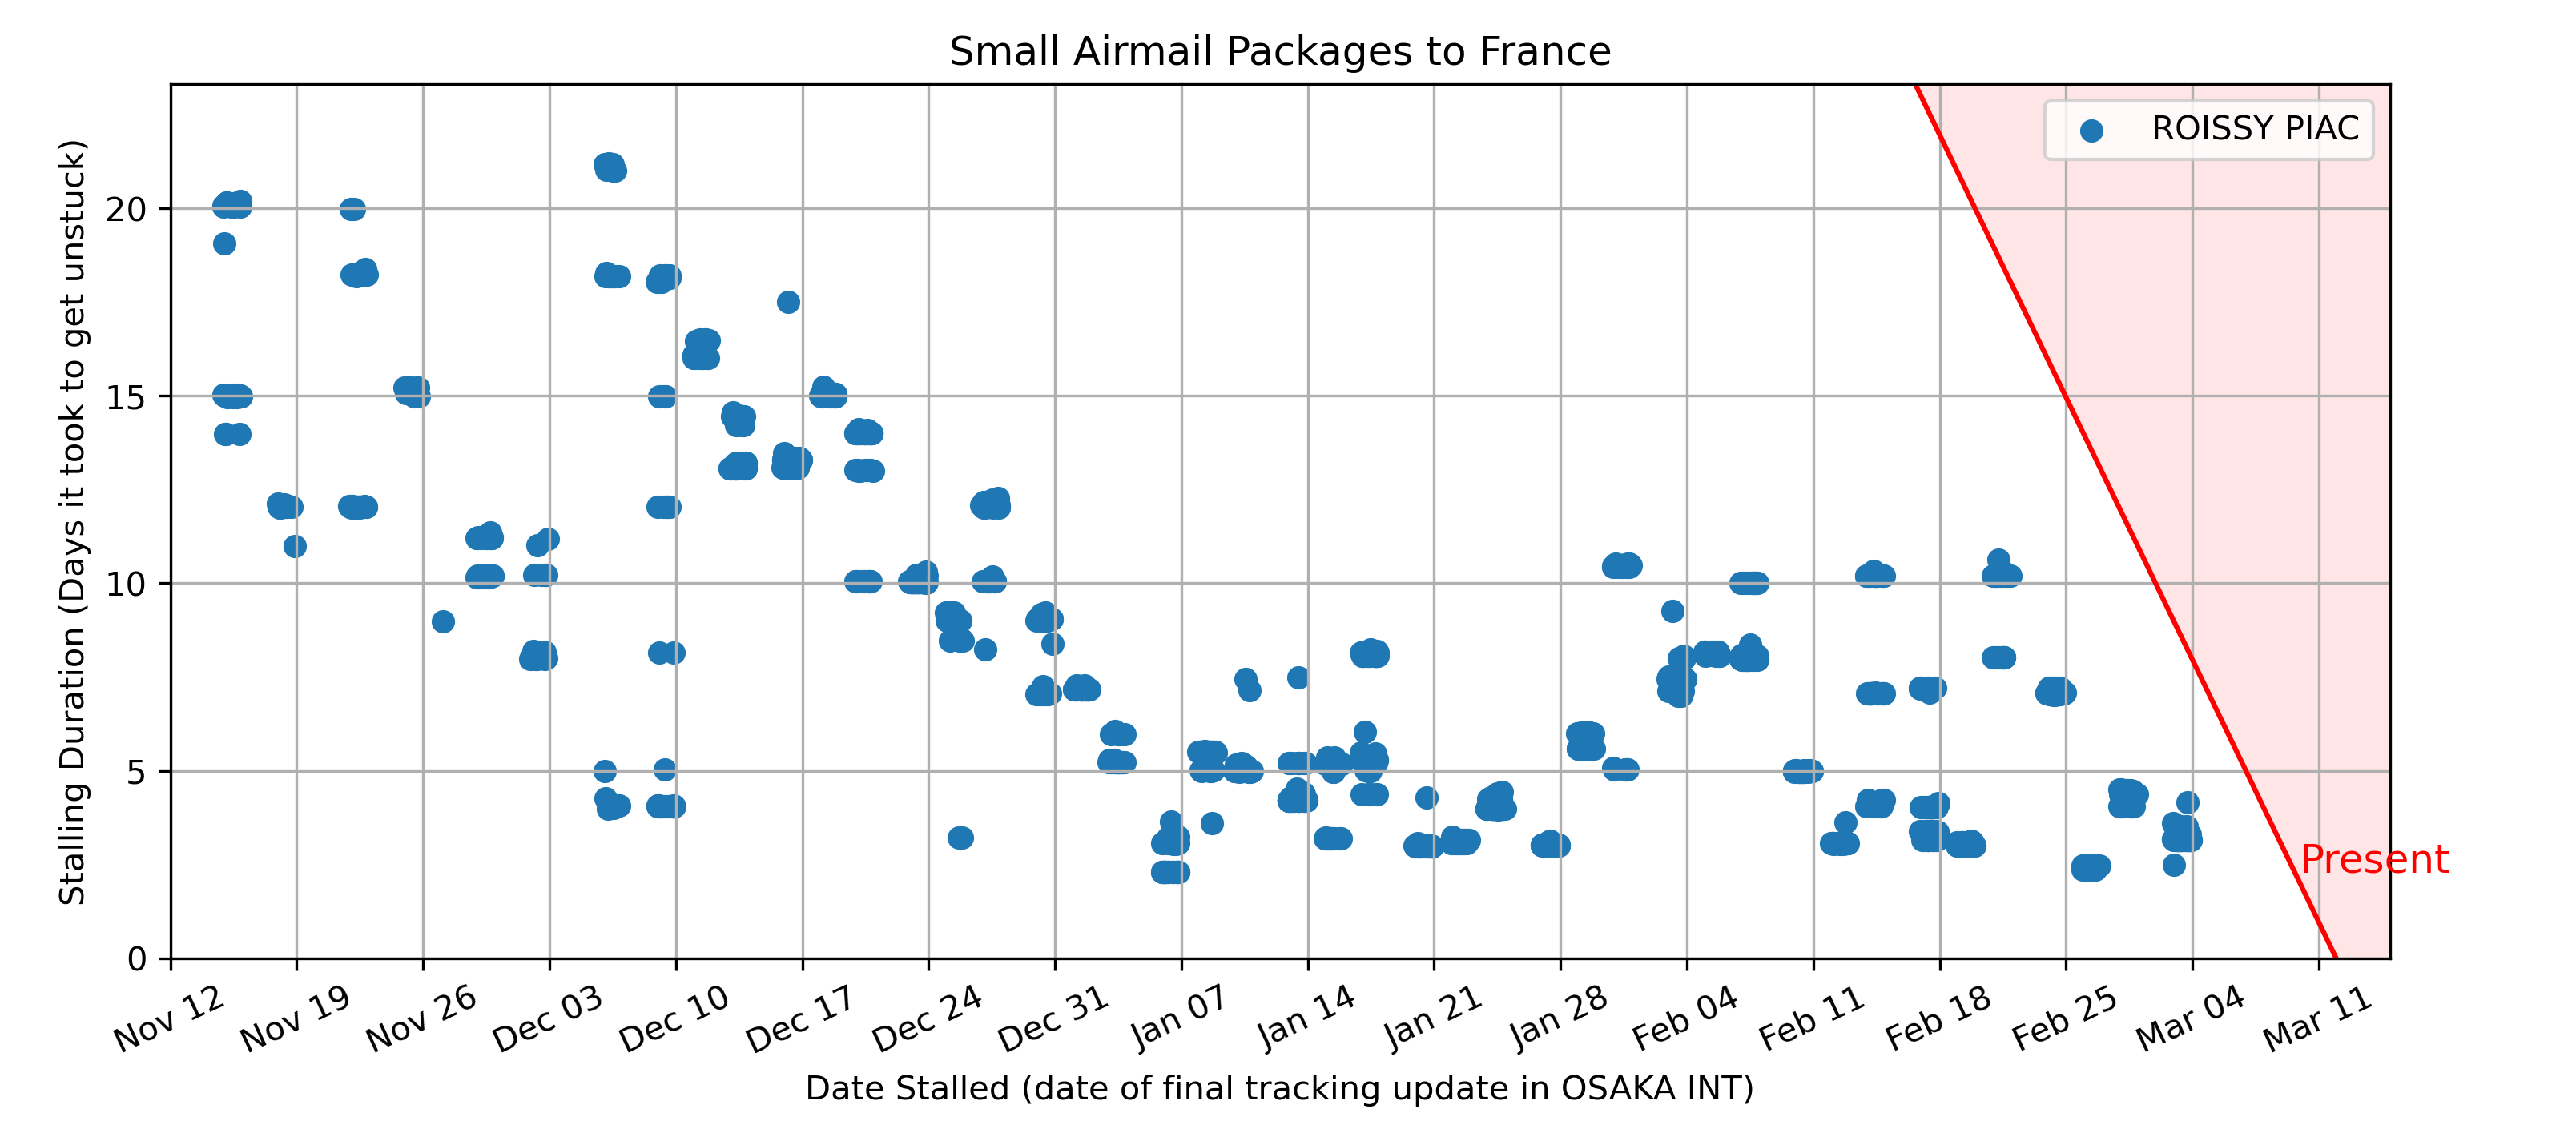 Small Airmail Packages to France
ROISSY PIAC
Stalling Duration (Days it took to get unstuck)
20
15
10
5
0
Present
Nov 12
Nov 19
Nov 26
Dec 03
Dec 10
Dec 17
Dec 24
Dec 31
Jan 07
Jan 14
Jan 21
Jan 28
Feb 04
Feb 11
Feb 18
Feb 25
Mar 04
Mar 11
Date Stalled (date of final tracking update in OSAKA INT)